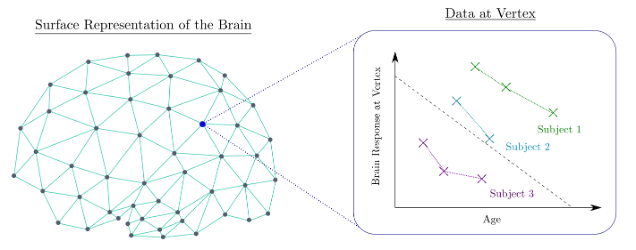 Surface Representation of the Brain
Data at Vertex
Brain Response at Vertex
Subject 1
Subject 2
Subject 3
Age